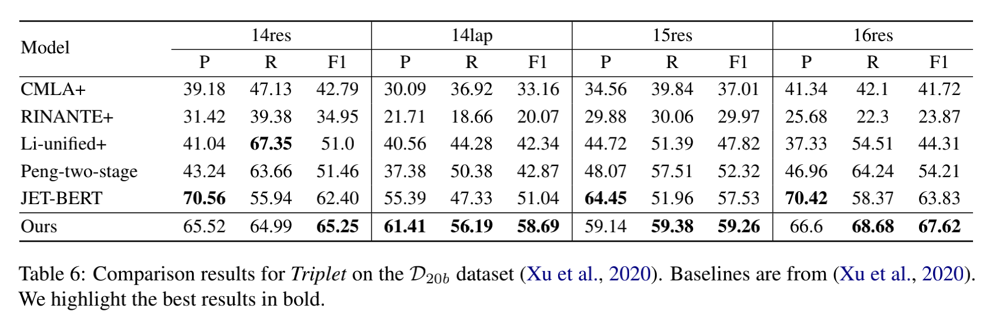 Model 14res 14lap 15res 16res
P R F1 P R F1 P R F1 P R F1
CMLA+ 39.18 47.13 42.79 30.09 36.92 33.16 34.56 39.84 37.01 41.34 42.1 41.72
RINANTE+ 31.42 39.38 34.95 21.71 18.66 20.07 29.88 30.06 29.97 25.68 22.3 23.87
Li-unified+ 41.04 67.35 51.0 40.56 44.28 42.34 44.72 51.39 47.82 37.33 54.51 44.31
Peng-two-stage 43.24 63.66 51.46 37.38 50.38 42.87 48.07 57.51 52.32 46.96 64.24 54.21
JET-BERT 70.56 55.94 62.40 55.39 47.33 51.04 64.45 51.96 57.53 70.42 58.37 63.83
Ours 65.52 64.99 65.25 61.41 56.19 58.69 59.14 59.38 59.26 66.6 68.68 67.62
Table 6: Comparison results for Triplet on the 𝒟20b dataset (Xu et al., 2020). Baselines are from (Xu et al., 2020).
We highlight the best results in bold.